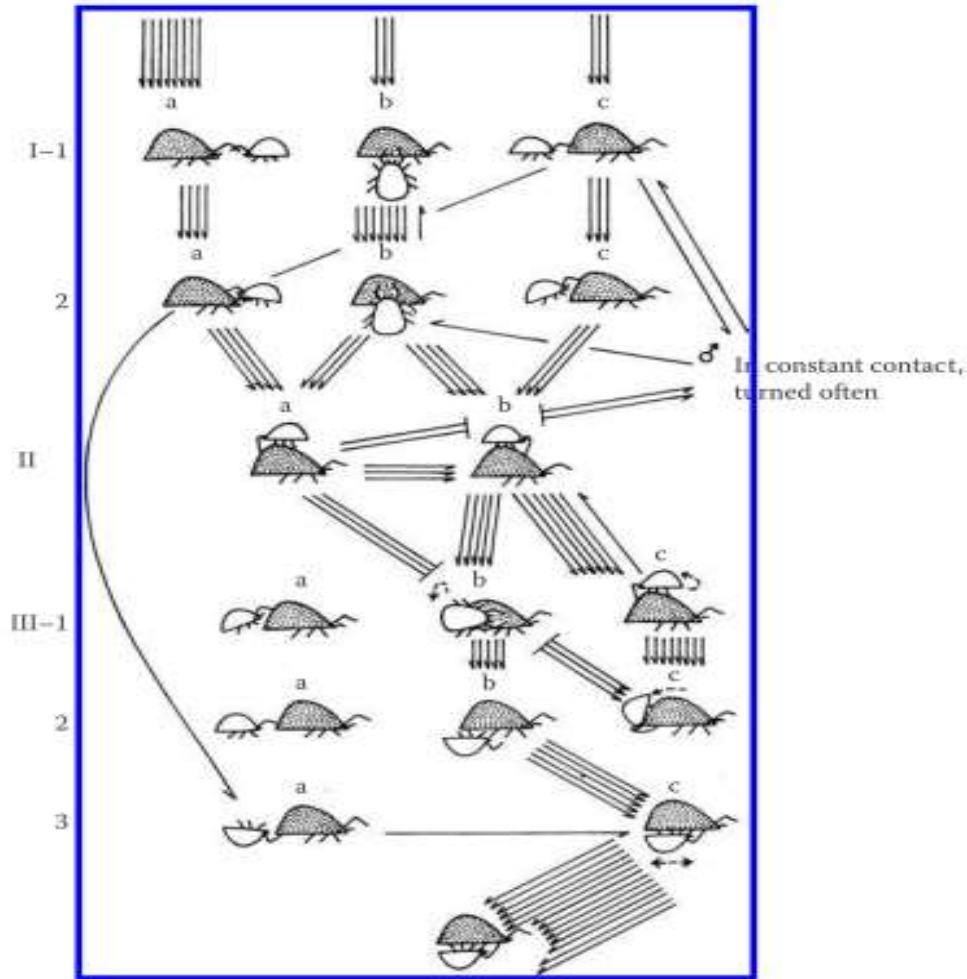 a b c
I–1
a b c
2
♂ In constant contact,
turned often
a b
II
c
a b
III–1
c
a b
2
a
3 c